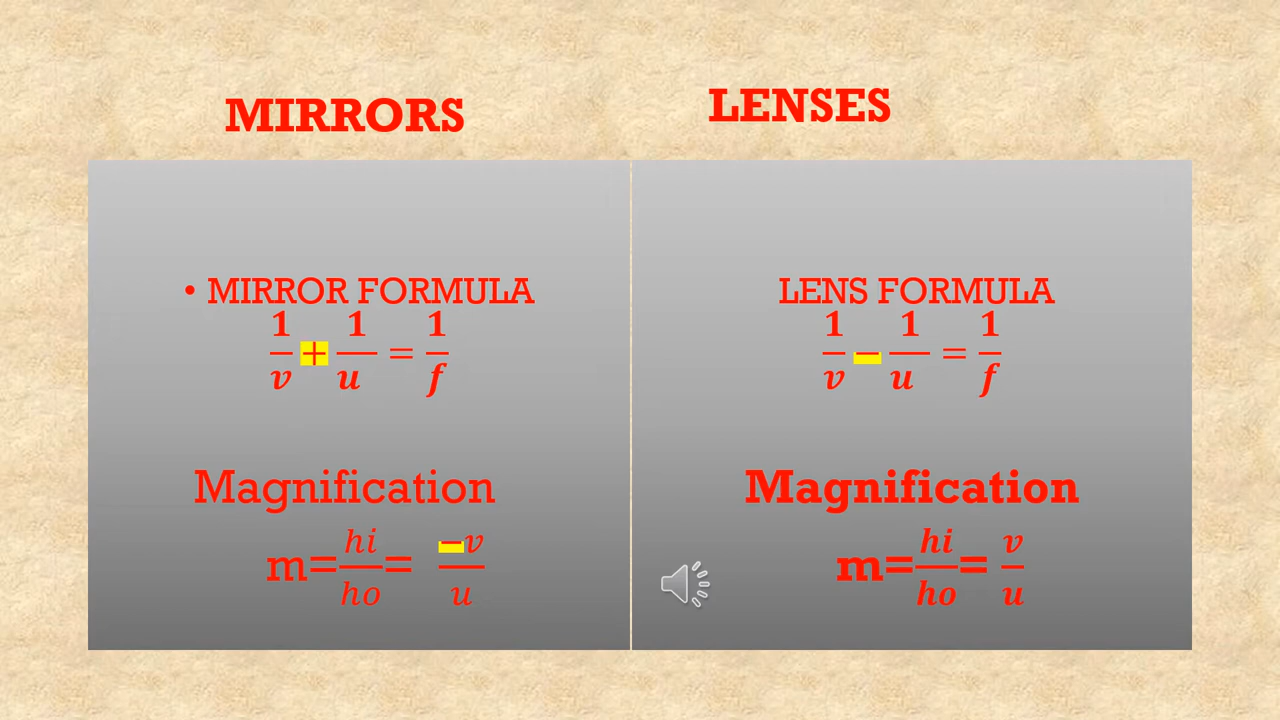 MIRRORS
LENSES
• MIRROR FORMULA
1/v + 1/u = 1/f
Magnification
m=hi/ho= −v/u
LENS FORMULA
1/v − 1/u = 1/f
Magnification
m=hi/ho= v/u